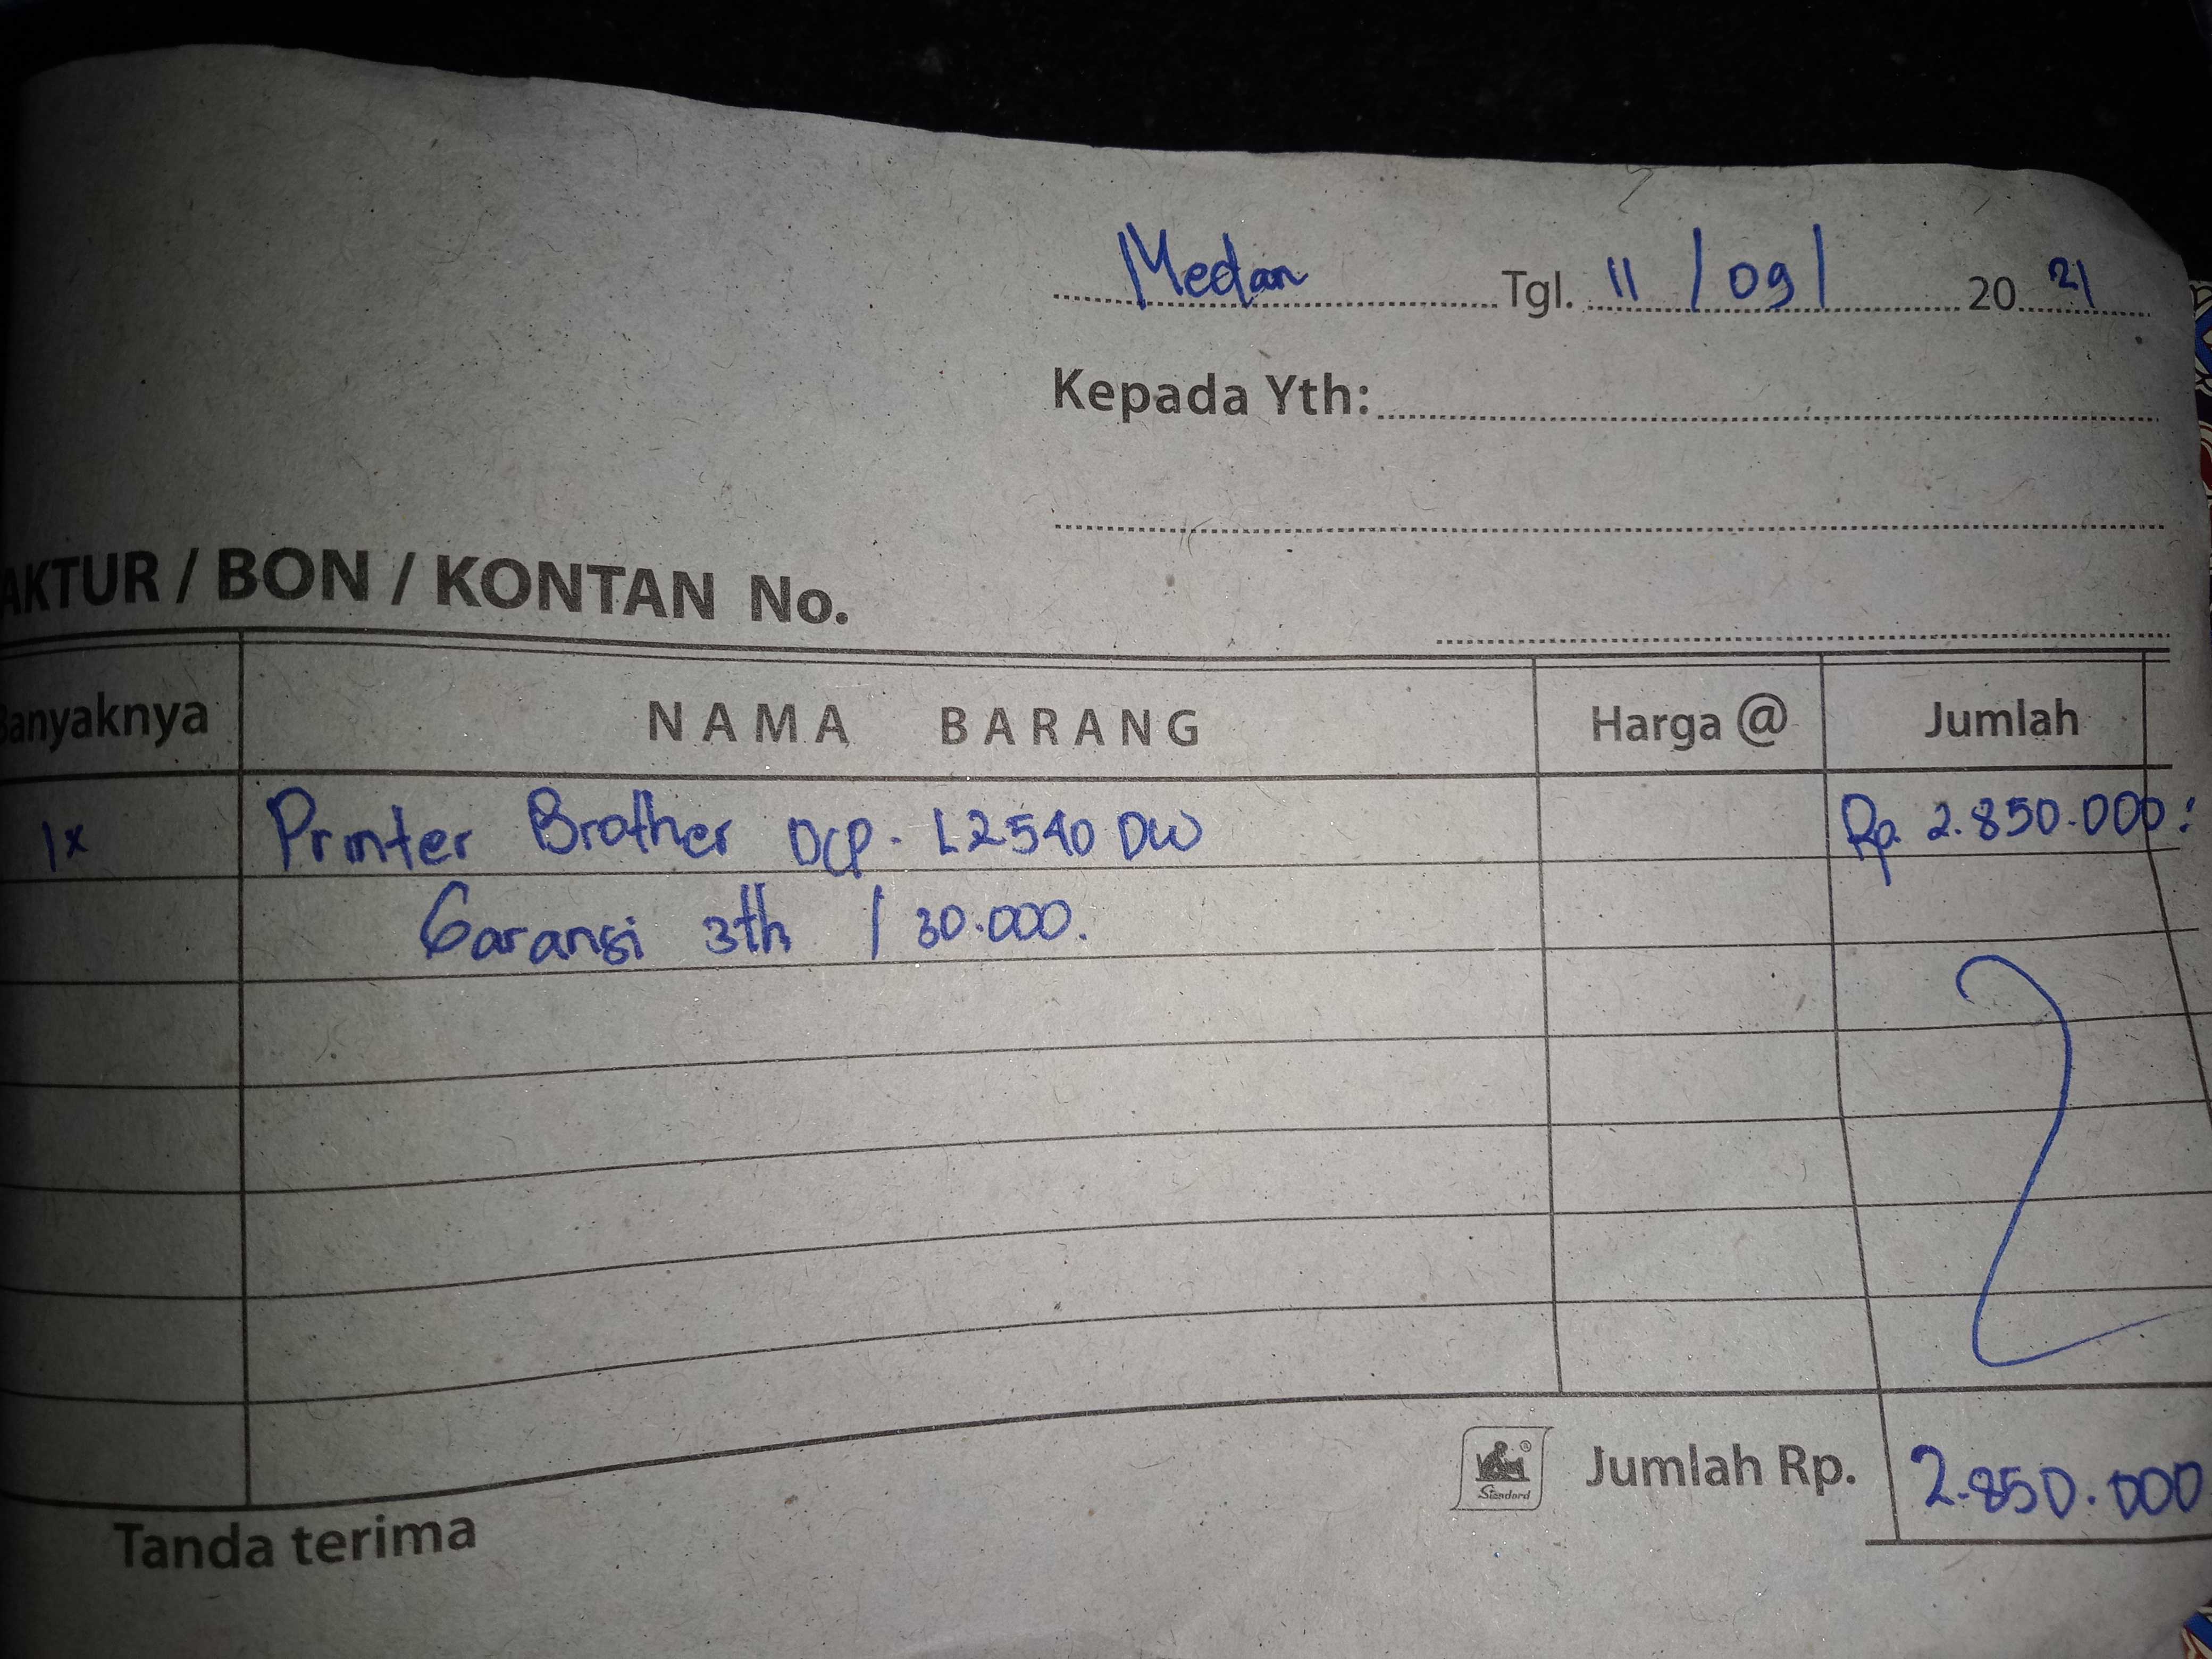 Medan Tgl. 11 / 09 / 20 21
Kepada Yth:
AKTUR / BON / KONTAN No.
Banyaknya NAMA BARANG Harga @ Jumlah
1x Printer Brother DCP- L2540 DW Rp. 2.850.000:
Garansi 3th / 30.000.
Standard Jumlah Rp. 2.850.000
Tanda terima